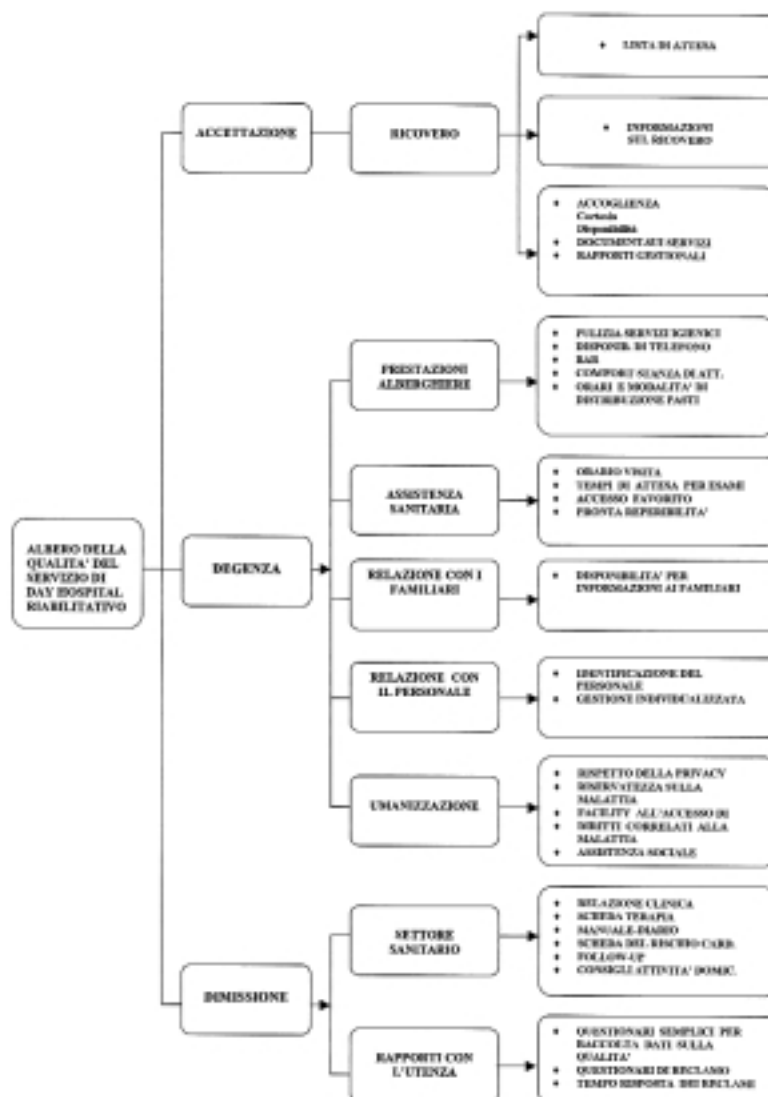 ALBERO DELLA
QUALITA' DEL
SERVIZIO DI
DAY HOSPITAL
RIABILITATIVO
ACCETTAZIONE
RICOVERO
LISTA DI ATTESA
INFORMAZIONI
SUL RICOVERO
ACCOGLIENZA
Cortesia
Disponibilità
DOCUMENT.SUI SERVIZI
RAPPORTI GESTIONALI
DEGENZA
PRESTAZIONI
ALBERGHIERE
PULIZIA SERVIZI IGIENICI
DISPONIB. DI TELEFONO
BAR
COMFORT STANZA DI ATT.
ORARI E MODALITA' DI
DISTRIBUZIONE PASTI
ASSISTENZA
SANITARIA
ORARIO VISITA
TEMPI DI ATTESA PER ESAMI
ACCESSO FAVORITO
PRONTA REPERIBILITA'
RELAZIONE CON I
FAMILIARI
DISPONIBILITA' PER
INFORMAZIONI AI FAMILIARI
RELAZIONE CON
IL PERSONALE
IDENTIFICAZIONE DEL
PERSONALE
GESTIONE INDIVIDUALIZZATA
UMANIZZAZIONE
RISPETTO DELLA PRIVACY
RISERVATEZZA SULLA
MALATTIA
FACILITY ALL'ACCESSO DI
DIRITTI CORRELATI ALLA
MALATTIA
ASSISTENZA SOCIALE
DIMISSIONE
SETTORE
SANITARIO
RELAZIONE CLINICA
SCHEDA TERAPIA
MANUALE-DIARIO
SCHEDA DEL RISCHIO CARD.
FOLLOW-UP
CONSIGLI ATTIVITA' DOMIC.
RAPPORTI CON
L'UTENZA
QUESTIONARI SEMPLICI PER
RACCOLTA DATI SULLA
QUALITA'
QUESTIONARI DI RECLAMO
TEMPO RISPOSTA DEI RECLAMI